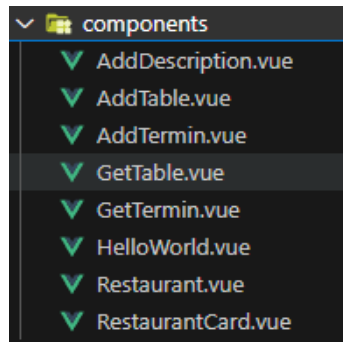 components
AddDescription.vue
AddTable.vue
AddTermin.vue
GetTable.vue
GetTermin.vue
HelloWorld.vue
Restaurant.vue
RestaurantCard.vue